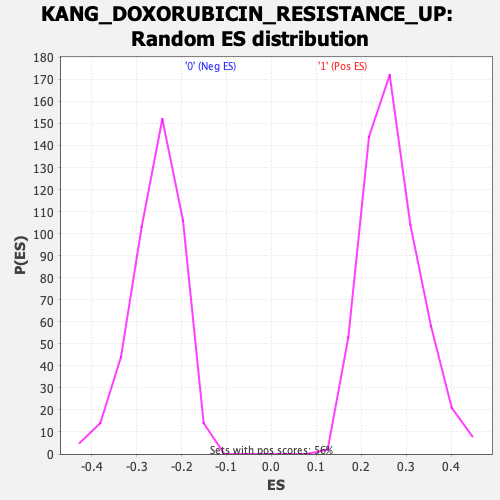 KANG_DOXORUBICIN_RESISTANCE_UP:
Random ES distribution
'0' (Neg ES)
'1' (Pos ES)
180
170
160
150
140
130
120
110
100
90
80
70
60
50
40
30
20
10
0
P(ES)
Sets with pos scores: 56%
-0.4 -0.3 -0.2 -0.1 0.0 0.1 0.2 0.3 0.4
ES